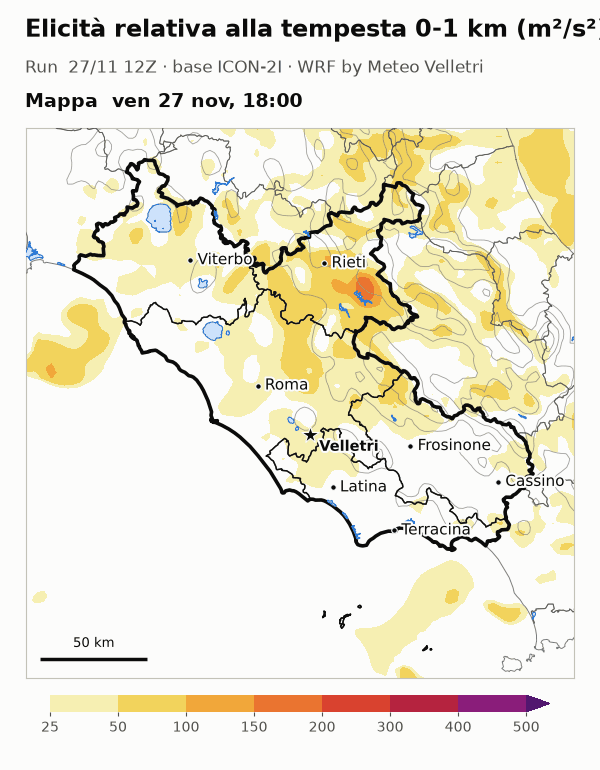 Elicità relativa alla tempesta 0-1 km (m²/s²)
Run 27/11 12Z · base ICON-2I · WRF by Meteo Velletri
Mappa ven 27 nov, 18:00
Viterbo
Rieti
Roma
Velletri
Frosinone
Cassino
Latina
Terracina
50 km
25 50 100 150 200 300 400 500